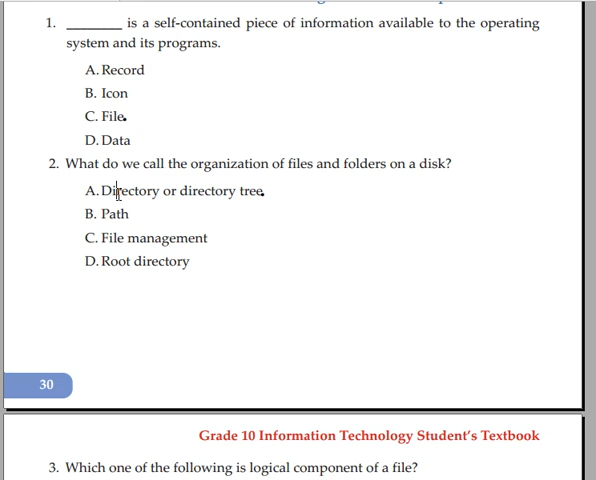 1. ________ is a self-contained piece of information available to the operating
system and its programs.
A. Record
B. Icon
C. File.
D. Data
2. What do we call the organization of files and folders on a disk?
A. Directory or directory tree.
B. Path
C. File management
D. Root directory
30
Grade 10 Information Technology Student's Textbook
3. Which one of the following is logical component of a file?